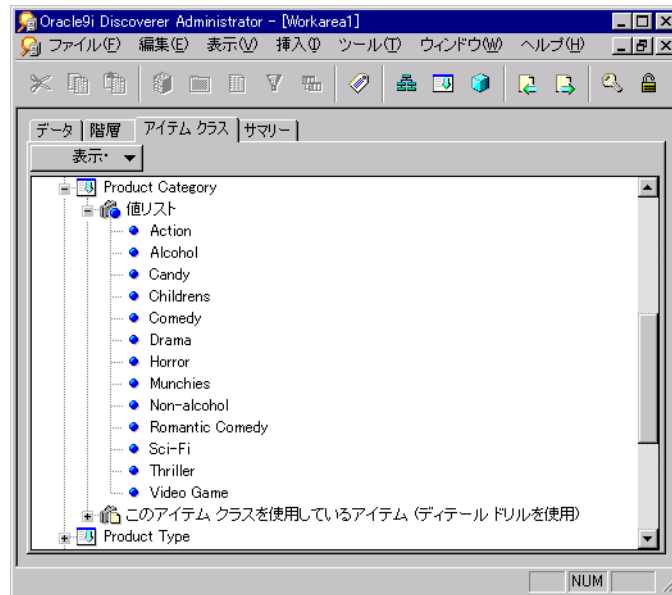 Oracle9i Discoverer Administrator - [Workarea1]
ファイル(F) 編集(E) 表示(V) 挿入(I) ツール(T) ウィンドウ(W) ヘルプ(H)
データ 階層 アイテム クラス サマリー
表示·
Product Category
値リスト
Action
Alcohol
Candy
Childrens
Comedy
Drama
Horror
Munchies
Non-alcohol
Romantic Comedy
Sci-Fi
Thriller
Video Game
このアイテム クラスを使用しているアイテム (ディテール ドリルを使用)
Product Type
NUM